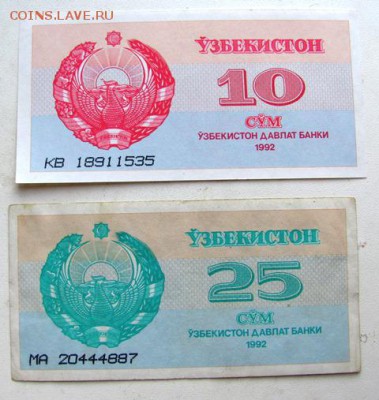 COINS.LAVE.RU
ЎЗБЕКИСТОН
10
СЎМ
ЎЗБЕКИСТОН ДАВЛАТ БАНКИ
1992
КВ 18911535
ЎЗБЕКИСТОН
25
СЎМ
ЎЗБЕКИСТОН ДАВЛАТ БАНКИ
1992
МА 20444887